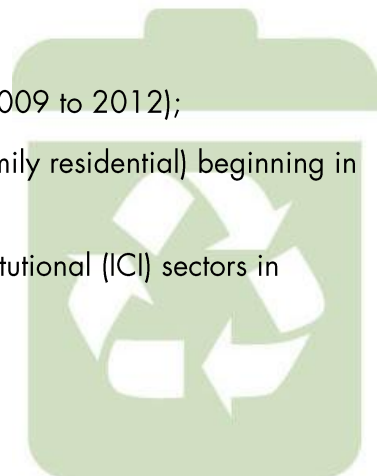 009 to 2012);
mily residential) beginning in
tutional (ICI) sectors in